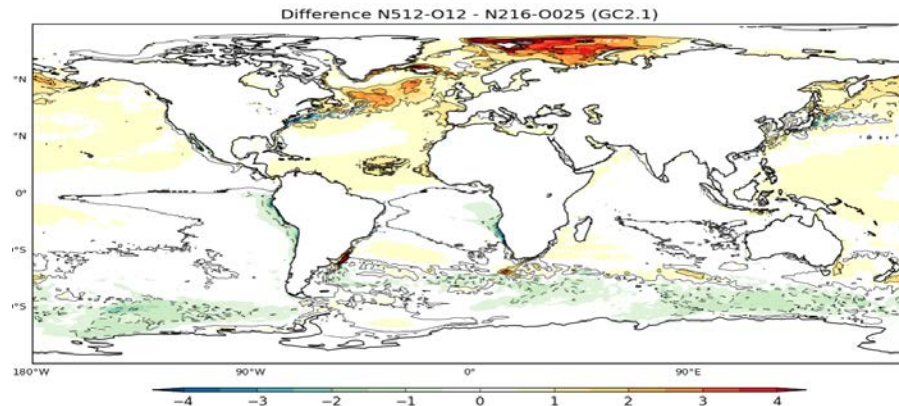 Difference N512-O12 - N216-O025 (GC2.1)
°N
°N
0°
°S
°S
180°W 90°W 0° 90°E
−4 −3 −2 −1 0 1 2 3 4